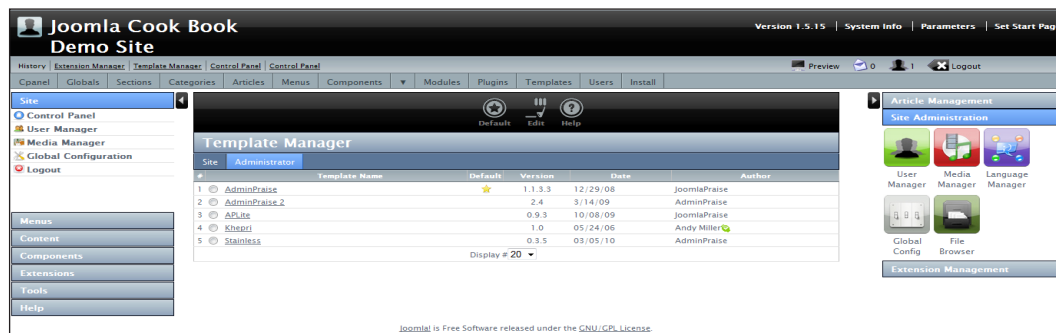 Joomla Cook Book
Demo Site
Version 1.5.15 | System Info | Parameters | Set Start Pag
History | Extension Manager | Template Manager | Control Panel | Control Panel
Preview 0 1 Logout
Cpanel Globals Sections Categories Articles Menus Components ▼ Modules Plugins Templates Users Install
Site
Control Panel
User Manager
Media Manager
Global Configuration
Logout
Menus
Content
Components
Extensions
Tools
Help
Default Edit Help
Template Manager
Site Administrator
# Template Name Default Version Date Author
1 AdminPraise 1.1.3.3 12/29/08 JoomlaPraise
2 AdminPraise 2 2.4 3/14/09 AdminPraise
3 APLite 0.9.3 10/08/09 JoomlaPraise
4 Khepri 1.0 05/24/06 Andy Miller
5 Stainless 0.3.5 03/05/10 AdminPraise
Display # 20
Article Management
Site Administration
User Manager
Media Manager
Language Manager
Global Config
File Browser
Extension Management
Joomla! is Free Software released under the GNU/GPL License.